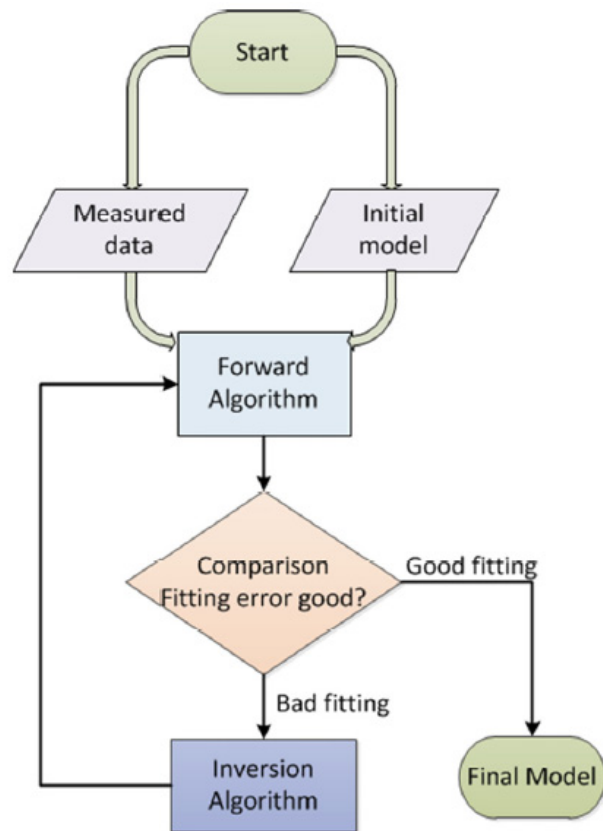 Start
Measured
data
Initial
model
Forward
Algorithm
Comparison
Fitting error good?
Good fitting
Bad fitting
Inversion
Algorithm
Final Model